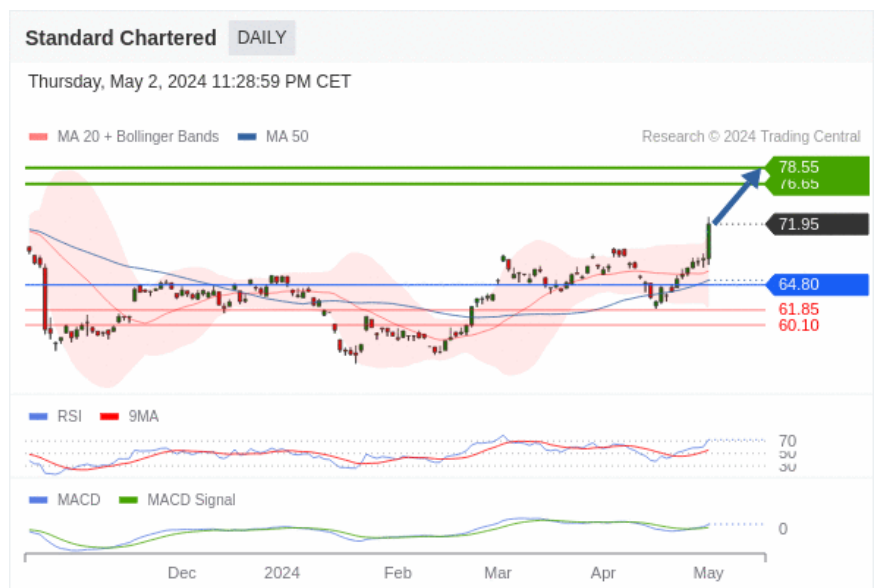 Standard Chartered DAILY
Thursday, May 2, 2024 11:28:59 PM CET
MA 20 + Bollinger Bands MA 50 Research © 2024 Trading Central
78.55
76.65
71.95
64.80
61.85
60.10
RSI 9MA
70
50
30
MACD MACD Signal
0
Dec 2024 Feb Mar Apr May